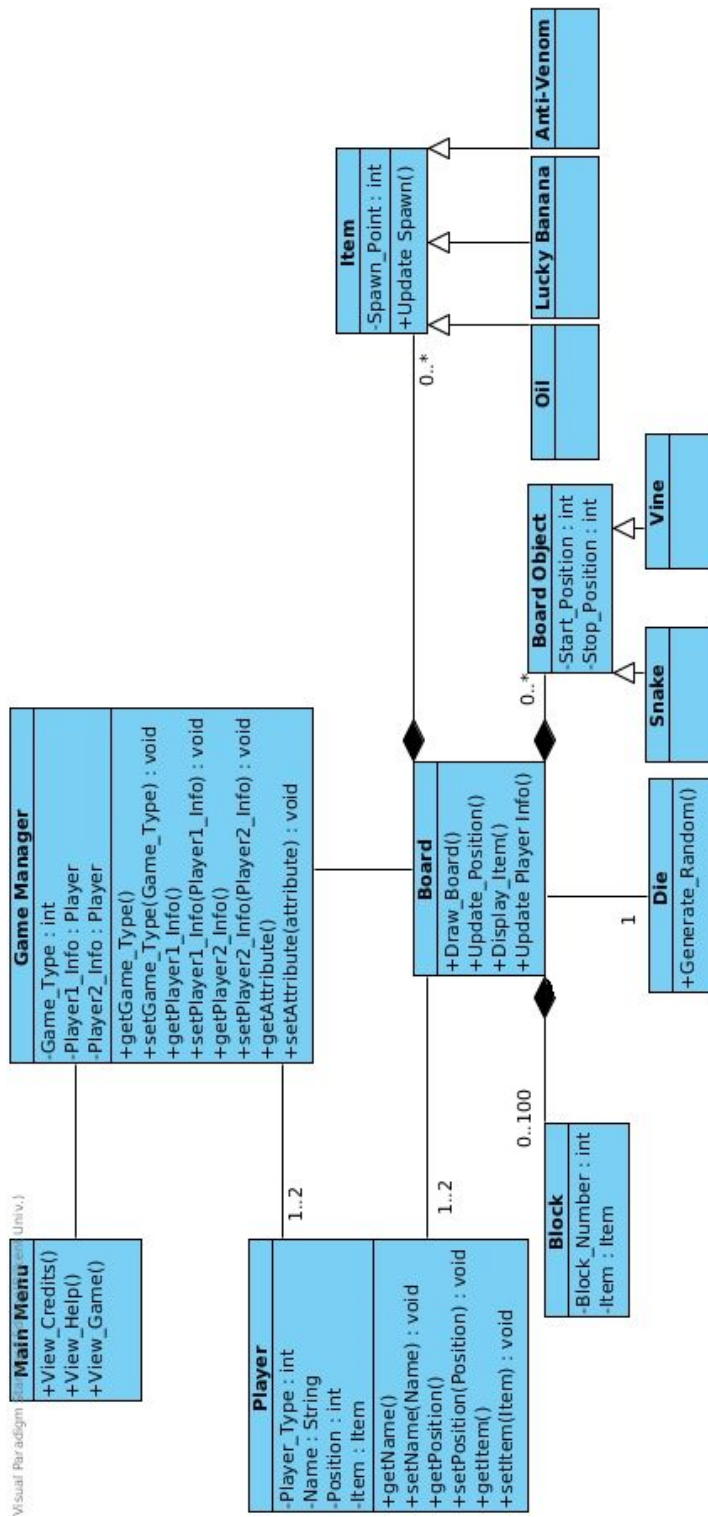 Visual Paradigm
Univ.)
Main Menu
+View_Credits()
+View_Help()
+View_Game()
Game Manager
-Game_Type : int
-Player1_Info : Player
-Player2_Info : Player
+getGame_Type()
+setGame_Type(Game_Type) : void
+getPlayer1_Info()
+setPlayer1_Info(Player1_Info) : void
+getPlayer2_Info()
+setPlayer2_Info(Player2_Info) : void
+getAttribute()
+setAttribute(attribute) : void
1..2
Player
-Player_Type : int
-Name : String
-Position : int
-Item : Item
+getName()
+setName(Name) : void
+getPosition()
+setPosition(Position) : void
+getItem()
+setItem(Item) : void
1..2
Board
+Draw_Board()
+Update_Position()
+Display_Item()
+Update Player Info()
0..*
Item
-Spawn_Point : int
+Update Spawn()
Oil
Lucky Banana
Anti-Venom
0..*
Board Object
-Start_Position : int
-Stop_Position : int
Snake
Vine
0..100
Block
-Block_Number : int
-Item : Item
1
Die
+Generate_Random()